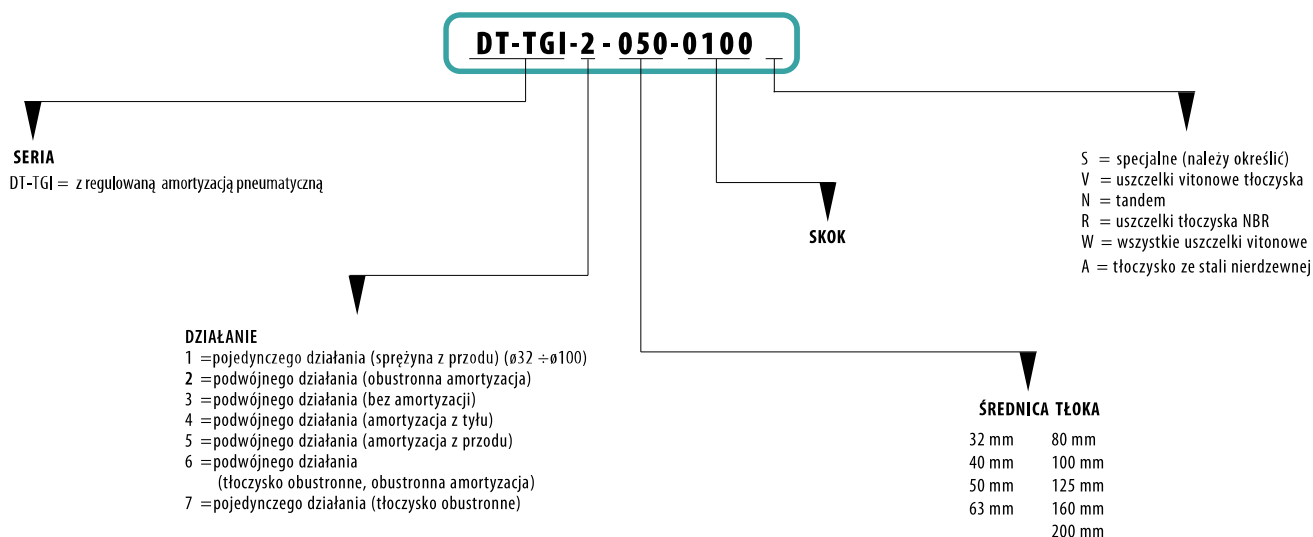 DT-TGI-2-050-0100
SERIA
DT-TGI = z regulowaną amortyzacją pneumatyczną
S = specjalne (należy określić)
V = uszczelki vitonowe tłoczyska
N = tandem
R = uszczelki tłoczyska NBR
W = wszystkie uszczelki vitonowe
A = tłoczysko ze stali nierdzewnej
SKOK
DZIAŁANIE
1 =pojedynczego działania (sprężyna z przodu) (ø32 ÷ø100)
2 =podwójnego działania (obustronna amortyzacja)
3 =podwójnego działania (bez amortyzacji)
4 =podwójnego działania (amortyzacja z tyłu)
5 =podwójnego działania (amortyzacja z przodu)
6 =podwójnego działania
(tłoczysko obustronne, obustronna amortyzacja)
7 =pojedynczego działania (tłoczysko obustronne)
ŚREDNICA TŁOKA
32 mm 80 mm
40 mm 100 mm
50 mm 125 mm
63 mm 160 mm
200 mm